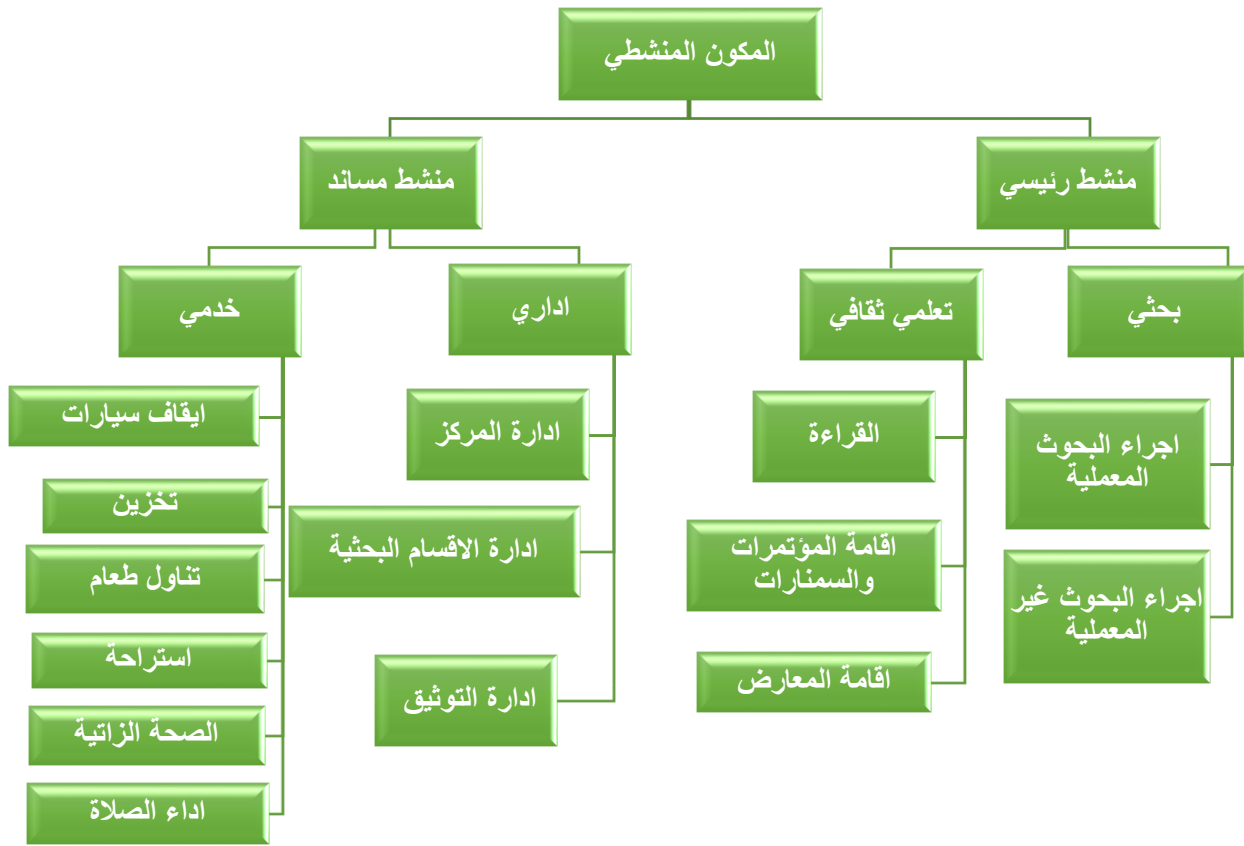 المكون المنشطي
منشط رئيسي
منشط مساند
بحثي
تعلمي ثقافي
اداري
خدمي
اجراء البحوث
المعملية
اجراء البحوث غير
المعملية
القراءة
اقامة المؤتمرات
والسمنارات
اقامة المعارض
ادارة المركز
ادارة الاقسام البحثية
ادارة التوثيق
ايقاف سيارات
تخزين
تناول طعام
استراحة
الصحة الزاتية
اداء الصلاة